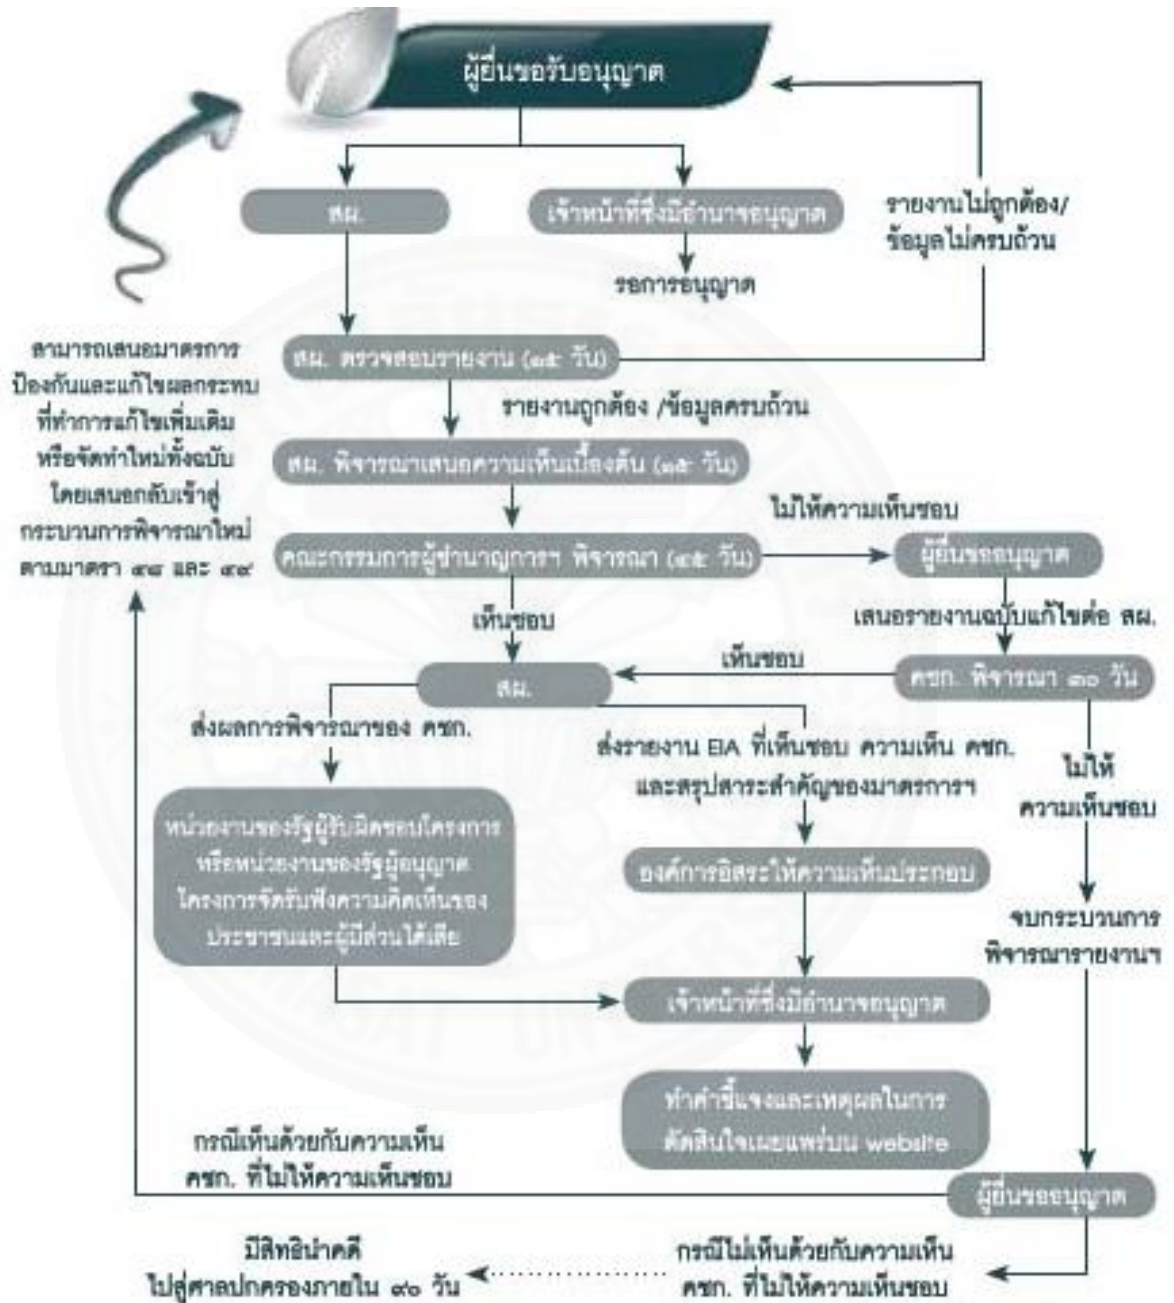 ผู้ยื่นขอรับอนุญาต
สผ.
เจ้าหน้าที่ซึ่งมีอำนาจอนุญาต
รายงานไม่ถูกต้อง/
ข้อมูลไม่ครบถ้วน
รอการอนุญาต
สผ. ตรวจสอบรายงาน (๑๕ วัน)
สามารถเสนอมาตรการ
ป้องกันและแก้ไขผลกระทบ
ที่ทำการแก้ไขเพิ่มเติม
หรือจัดทำใหม่ทั้งฉบับ
โดยเสนอกลับเข้าสู่
กระบวนการพิจารณาใหม่
ตามมาตรา ๔๘ และ ๔๙
รายงานถูกต้อง /ข้อมูลครบถ้วน
สผ. พิจารณาเสนอความเห็นเบื้องต้น (๑๕ วัน)
ไม่ให้ความเห็นชอบ
คณะกรรมการผู้ชำนาญการฯ พิจารณา (๔๕ วัน)
ผู้ยื่นขออนุญาต
เห็นชอบ
เสนอรายงานฉบับแก้ไขต่อ สผ.
เห็นชอบ
สผ.
คชก. พิจารณา ๓๐ วัน
ส่งผลการพิจารณาของ คชก.
ส่งรายงาน EIA ที่เห็นชอบ ความเห็น คชก.
และสรุปสาระสำคัญของมาตรการฯ
ไม่ให้
ความเห็นชอบ
หน่วยงานของรัฐผู้รับผิดชอบโครงการ
หรือหน่วยงานของรัฐผู้อนุญาต
โครงการจัดรับฟังความคิดเห็นของ
ประชาชนและผู้มีส่วนได้เสีย
องค์การอิสระให้ความเห็นประกอบ
จบกระบวนการ
พิจารณารายงานฯ
เจ้าหน้าที่ซึ่งมีอำนาจอนุญาต
ทำคำชี้แจงและเหตุผลในการ
ตัดสินใจเผยแพร่บน website
กรณีเห็นด้วยกับความเห็น
คชก. ที่ไม่ให้ความเห็นชอบ
ผู้ยื่นขออนุญาต
มีสิทธินำคดี
ไปสู่ศาลปกครองภายใน ๙๐ วัน
กรณีไม่เห็นด้วยกับความเห็น
คชก. ที่ไม่ให้ความเห็นชอบ